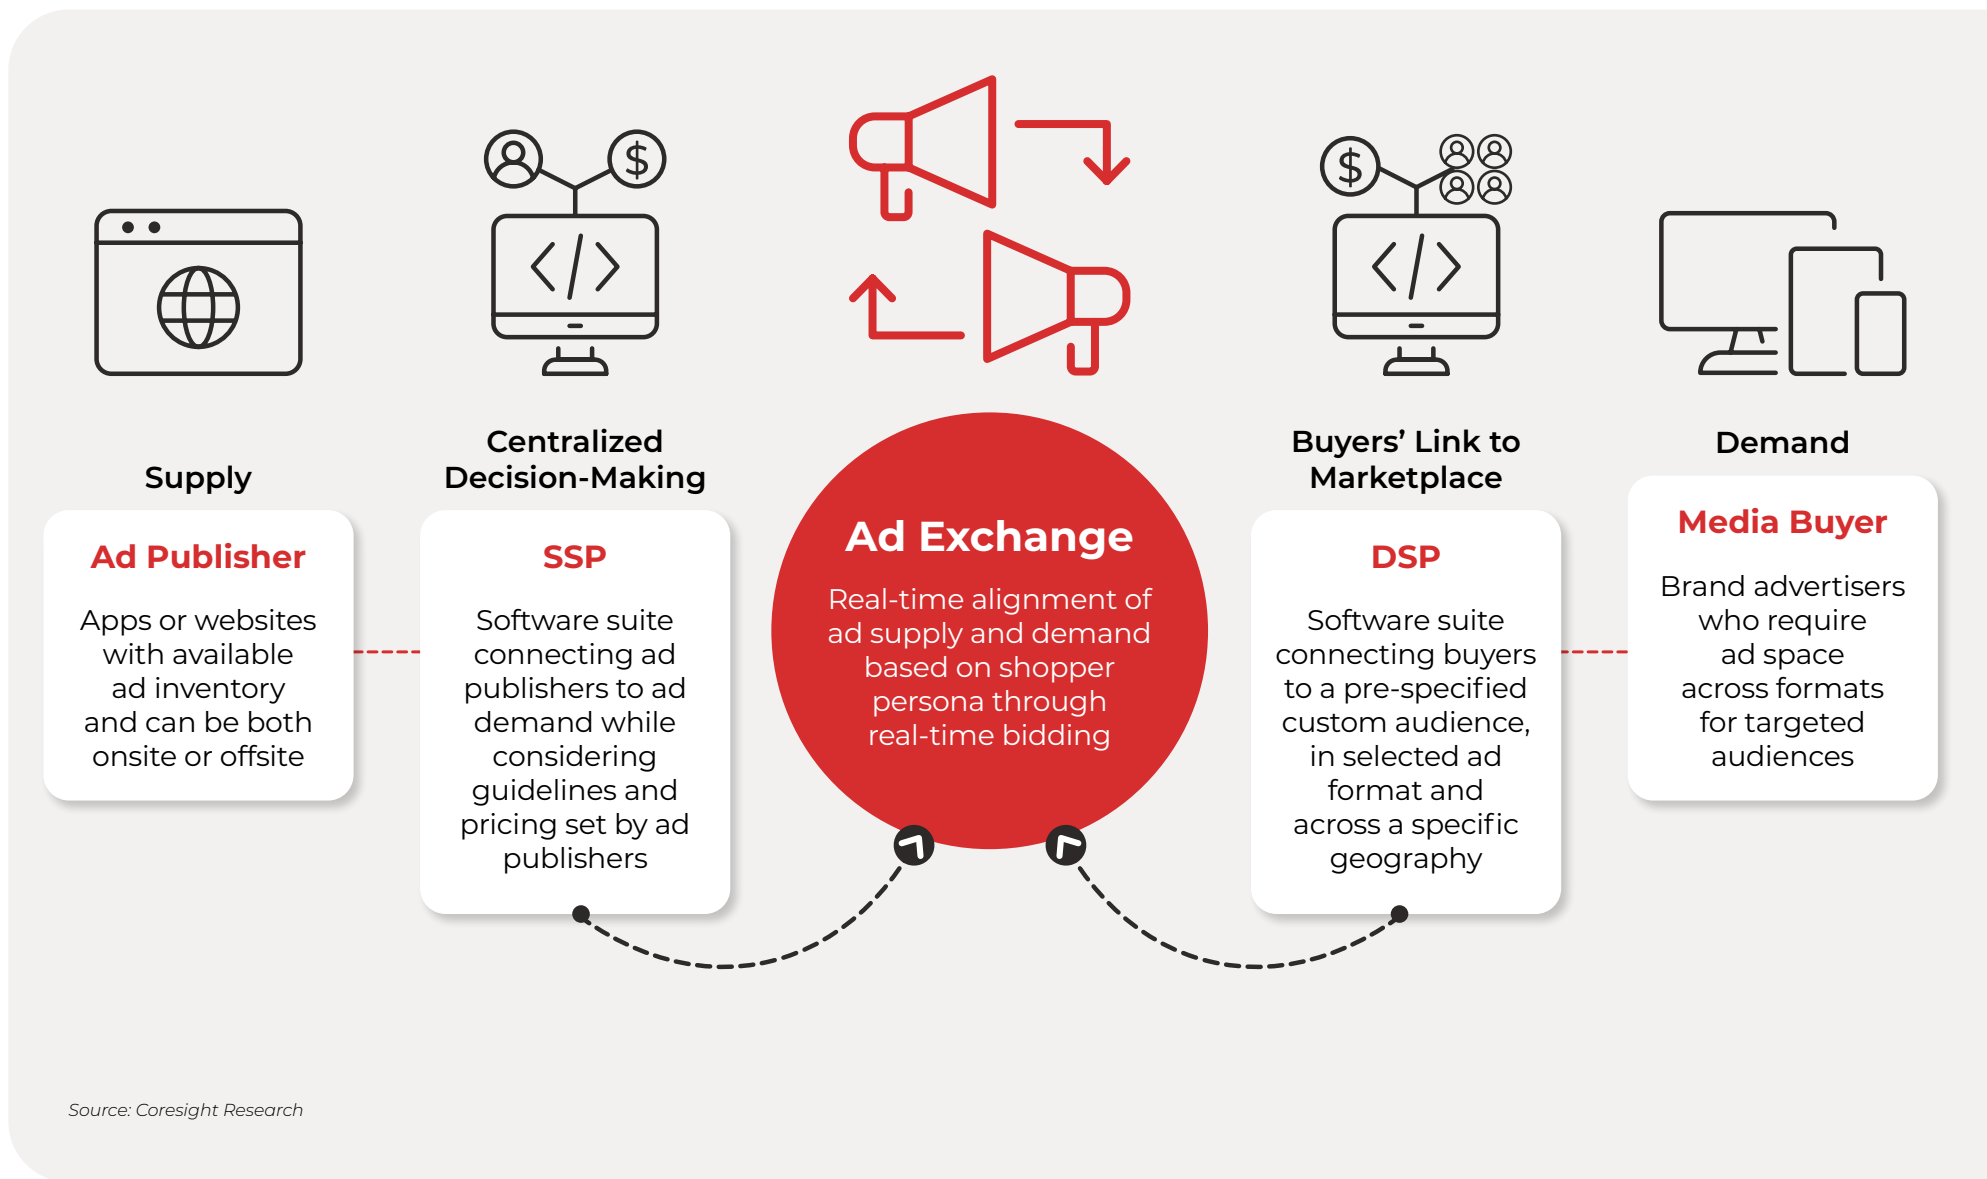 $
$
</>
</>
Supply
Ad Publisher
Apps or websites
with available
ad inventory
and can be both
onsite or offsite
Centralized
Decision-Making
SSP
Software suite
connecting ad
publishers to ad
demand while
considering
guidelines and
pricing set by ad
publishers
Ad Exchange
Real-time alignment of
ad supply and demand
based on shopper
persona through
real-time bidding
Buyers’ Link to
Marketplace
DSP
Software suite
connecting buyers
to a pre-specified
custom audience,
in selected ad
format and
across a specific
geography
Demand
Media Buyer
Brand advertisers
who require
ad space
across formats
for targeted
audiences
Source: Coresight Research